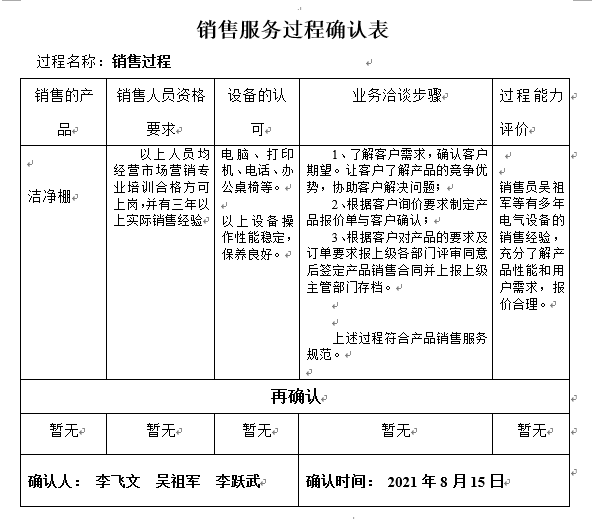 销售服务过程确认表
过程名称：销售过程
销售的产
品
销售人员资格
要求
设备的认
可
业务洽谈步骤
过程能力
评价
洁净棚
以上人员均
经营市场营销专
业培训合格方可
上岗,并有三年以
上实际销售经验
电脑、打印
机、电话、办
公桌椅等。
以上设备操
作性能稳定，
保养良好。
1、了解客户需求，确认客户
期望。让客户了解产品的竞争优
势，协助客户解决问题；
2、根据客户询价要求制定产
品报价单与客户确认；
3、根据客户对产品的要求及
订单要求报上级各部门评审同意
后签定产品销售合同并上报上级
主管部门存档。
上述过程符合产品销售服务
规范。
销售员吴祖
军等有多年
电气设备的
销售经验，
充分了解产
品性能和用
户需求，报
价合理。
再确认
暂无
暂无
暂无
暂无
暂无
确认人： 李飞文 吴祖军 李跃武
确认时间： 2021 年 8 月 15 日